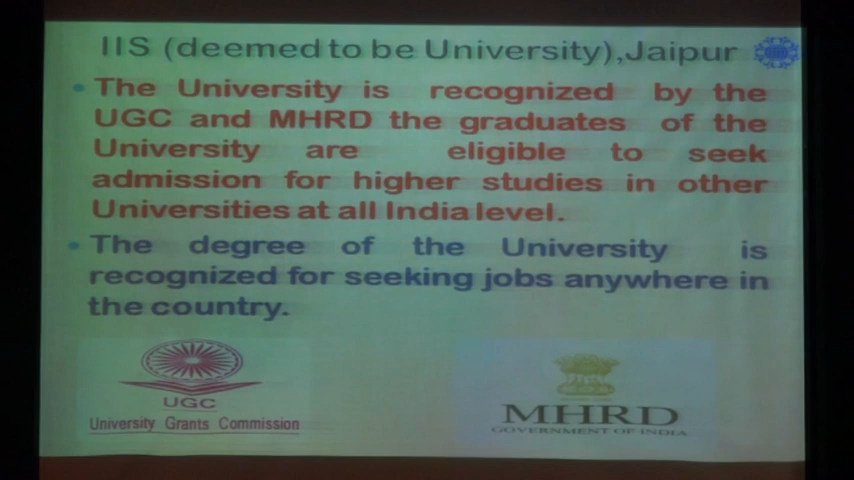 IIS (deemed to be University),Jaipur
• The University is recognized by the
UGC and MHRD the graduates of the
University are eligible to seek
admission for higher studies in other
Universities at all India level.
• The degree of the University is
recognized for seeking jobs anywhere in
the country.
UGC
University Grants Commission
MHRD
GOVERNMENT OF INDIA